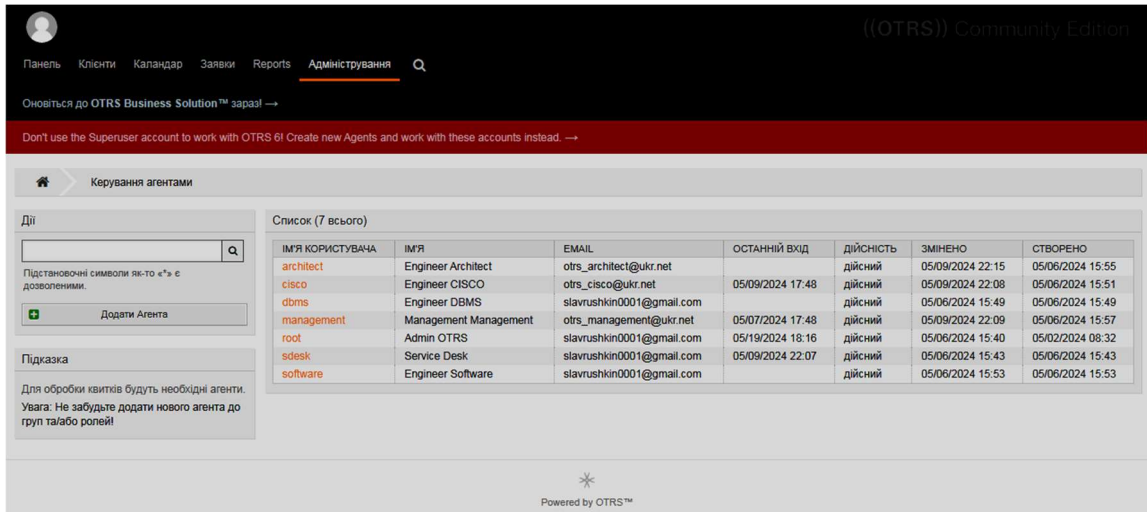 ((OTRS)) Community Edition
Панель Клієнти Каландар Заявки Reports Адміністрування
Оновіться до OTRS Business Solution™ зараз! →
Don't use the Superuser account to work with OTRS 6! Create new Agents and work with these accounts instead. →
Керування агентами
Дії
Підстановочні символи як-то «*» є
дозволеними.
Додати Агента
Підказка
Для обробки квитків будуть необхідні агенти.
Увага: Не забудьте додати нового агента до
груп та/або ролей!
Список (7 всього)
ІМ'Я КОРИСТУВАЧА ІМ'Я EMAIL ОСТАННІЙ ВХІД ДІЙСНІСТЬ ЗМІНЕНО СТВОРЕНО
architect Engineer Architect otrs_architect@ukr.net дійсний 05/09/2024 22:15 05/06/2024 15:55
cisco Engineer CISCO otrs_cisco@ukr.net 05/09/2024 17:48 дійсний 05/09/2024 22:08 05/06/2024 15:51
dbms Engineer DBMS slavrushkin0001@gmail.com дійсний 05/06/2024 15:49 05/06/2024 15:49
management Management Management otrs_management@ukr.net 05/07/2024 17:48 дійсний 05/09/2024 22:09 05/06/2024 15:57
root Admin OTRS slavrushkin0001@gmail.com 05/19/2024 18:16 дійсний 05/06/2024 15:40 05/02/2024 08:32
sdesk Service Desk slavrushkin0001@gmail.com 05/09/2024 22:07 дійсний 05/06/2024 15:43 05/06/2024 15:43
software Engineer Software slavrushkin0001@gmail.com дійсний 05/06/2024 15:53 05/06/2024 15:53
Powered by OTRS™